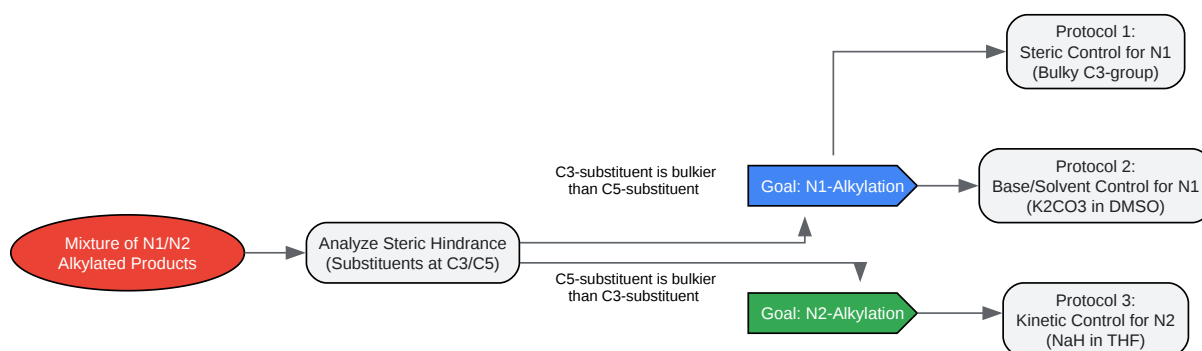 Mixture of N1/N2
Alkylated Products
Analyze Steric Hindrance
(Substituents at C3/C5)
C3-substituent is bulkier
than C5-substituent
C5-substituent is bulkier
than C3-substituent
Goal: N1-Alkylation
Goal: N2-Alkylation
Protocol 1:
Steric Control for N1
(Bulky C3-group)
Protocol 2:
Base/Solvent Control for N1
(K2CO3 in DMSO)
Protocol 3:
Kinetic Control for N2
(NaH in THF)